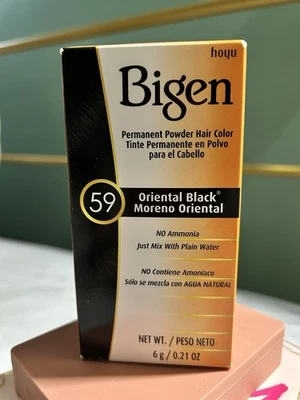 hoyu
Bigen
Permanent Powder Hair Color
Tinte Permanente en Polvo
para el Cabello
59
Oriental Black®
Moreno Oriental
NO Ammonia
Just Mix With Plain Water
NO Contiene Amoníaco
Sólo se mezcla con AGUA NATURAL
NET WT. / PESO NETO
6 g / 0.21 OZ